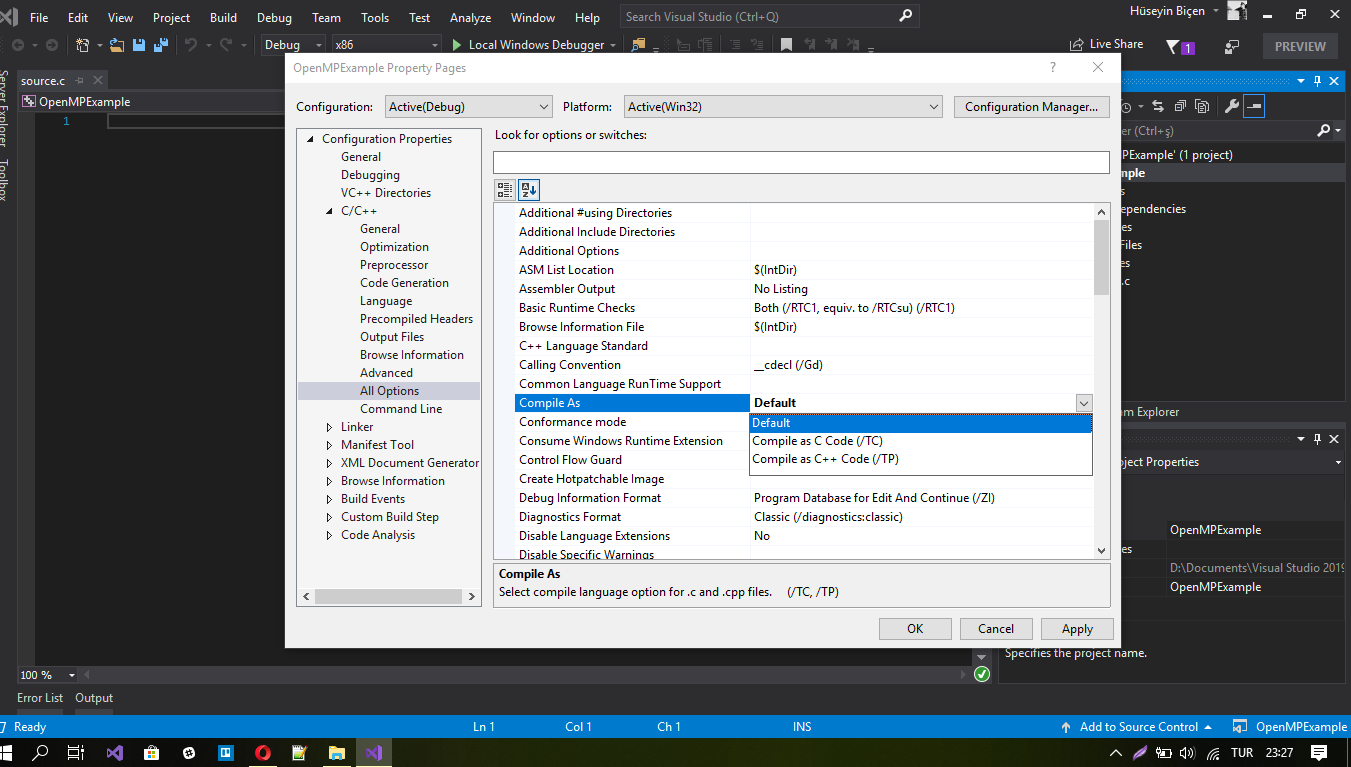 File Edit View Project Build Debug Team Tools Test Analyze Window Help Search Visual Studio (Ctrl+Q) Hüseyin Biçen
Debug x86 Local Windows Debugger Live Share 1 PREVIEW
Server Explorer
Toolbox
source.c
OpenMPExample
1
OpenMPExample Property Pages ?
Configuration: Active(Debug) Platform: Active(Win32) Configuration Manager...
Configuration Properties
General
Debugging
VC++ Directories
C/C++
General
Optimization
Preprocessor
Code Generation
Language
Precompiled Headers
Output Files
Browse Information
Advanced
All Options
Command Line
Linker
Manifest Tool
XML Document Generator
Browse Information
Build Events
Custom Build Step
Code Analysis
Look for options or switches:
Additional #using Directories
Additional Include Directories
Additional Options
ASM List Location $(IntDir)
Assembler Output No Listing
Basic Runtime Checks Both (/RTC1, equiv. to /RTCsu) (/RTC1)
Browse Information File $(IntDir)
C++ Language Standard
Calling Convention __cdecl (/Gd)
Common Language RunTime Support
Compile As Default
Conformance mode
Consume Windows Runtime Extension
Control Flow Guard
Create Hotpatchable Image
Default
Compile as C Code (/TC)
Compile as C++ Code (/TP)
Debug Information Format Program Database for Edit And Continue (/ZI)
Diagnostics Format Classic (/diagnostics:classic)
Disable Language Extensions No
Disable Specific Warnings
Compile As
Select compile language option for .c and .cpp files. (/TC, /TP)
OK Cancel Apply
er (Ctrl+ş)
PExample' (1 project)
mple
s
ependencies
es
Files
es
.c
m Explorer
ject Properties
OpenMPExample
es
D:\Documents\Visual Studio 2019
OpenMPExample
Specifies the project name.
100 %
Error List Output
Ready Ln 1 Col 1 Ch 1 INS Add to Source Control OpenMPExample
TUR 23:27